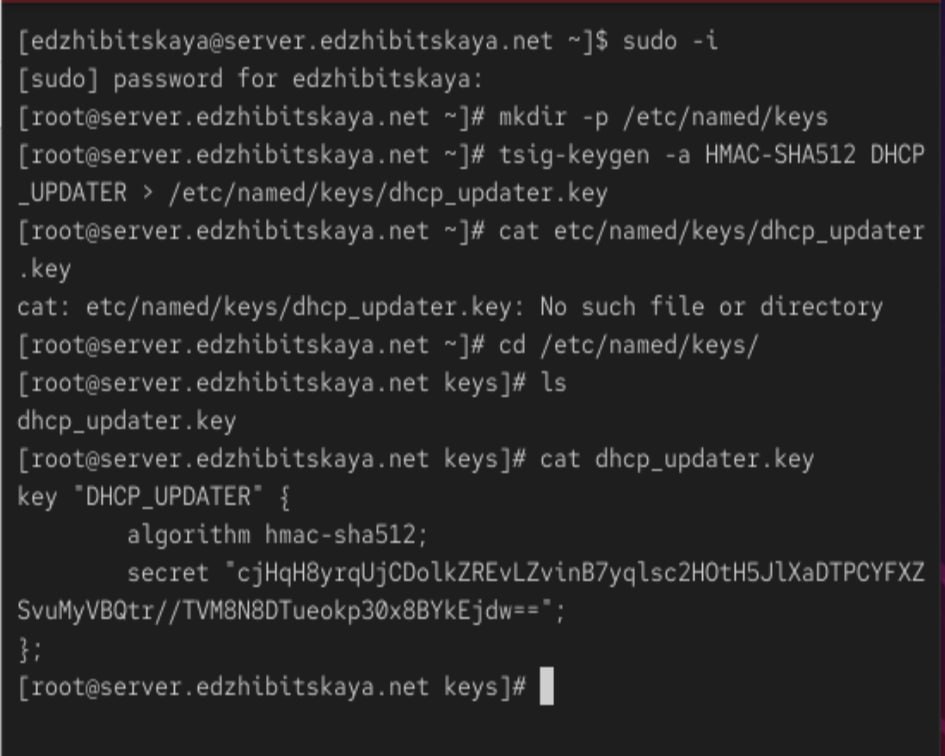 [edzhibitskaya@server.edzhibitskaya.net ~]$ sudo -i
[sudo] password for edzhibitskaya:
[root@server.edzhibitskaya.net ~]# mkdir -p /etc/named/keys
[root@server.edzhibitskaya.net ~]# tsig-keygen -a HMAC-SHA512 DHCP
_UPDATER > /etc/named/keys/dhcp_updater.key
[root@server.edzhibitskaya.net ~]# cat etc/named/keys/dhcp_updater
.key
cat: etc/named/keys/dhcp_updater.key: No such file or directory
[root@server.edzhibitskaya.net ~]# cd /etc/named/keys/
[root@server.edzhibitskaya.net keys]# ls
dhcp_updater.key
[root@server.edzhibitskaya.net keys]# cat dhcp_updater.key
key "DHCP_UPDATER" {
        algorithm hmac-sha512;
        secret "cjHqH8yrqUjCDolkZREvLZvinB7yqlsc2HOtH5JlXaDTPCYFXZ
SvuMyVBQtr//TVM8N8DTueokp30x8BYkEjdw==";
};
[root@server.edzhibitskaya.net keys]#